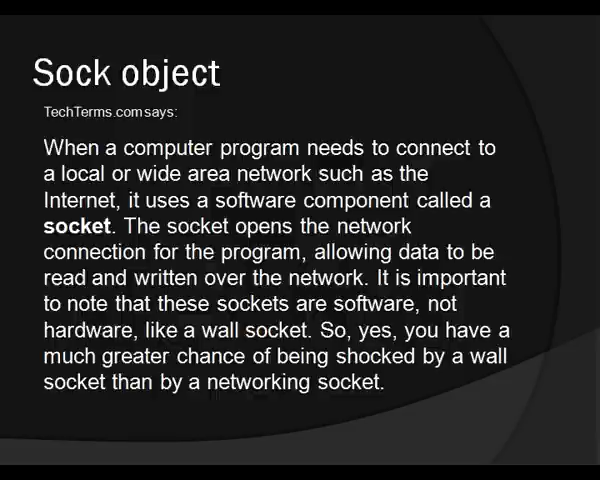 Sock object
TechTerms.com says:
When a computer program needs to connect to
a local or wide area network such as the
Internet, it uses a software component called a
socket. The socket opens the network
connection for the program, allowing data to be
read and written over the network. It is important
to note that these sockets are software, not
hardware, like a wall socket. So, yes, you have a
much greater chance of being shocked by a wall
socket than by a networking socket.